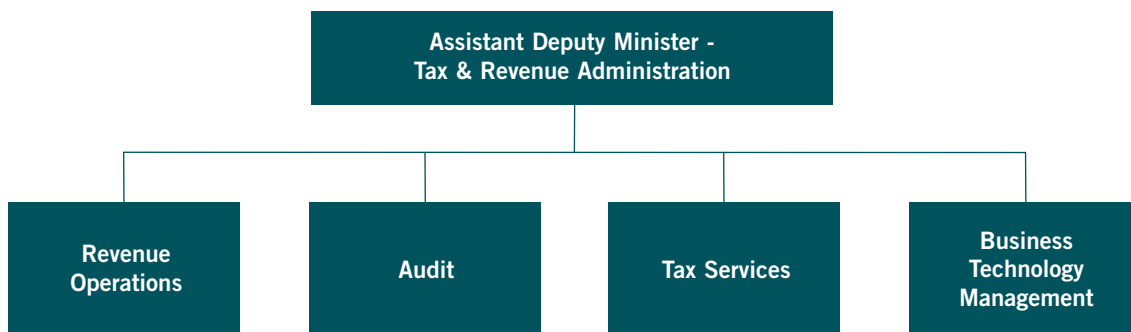 Assistant Deputy Minister -
Tax & Revenue Administration
Revenue
Operations
Audit
Tax Services
Business
Technology
Management